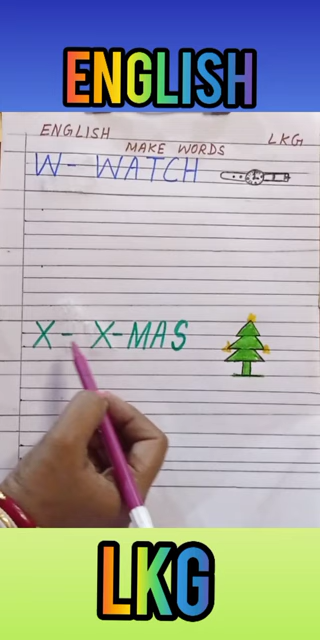 ENGLISH
ENGLISH LKG
MAKE WORDS
W- WATCH
X- X-MAS
LKG